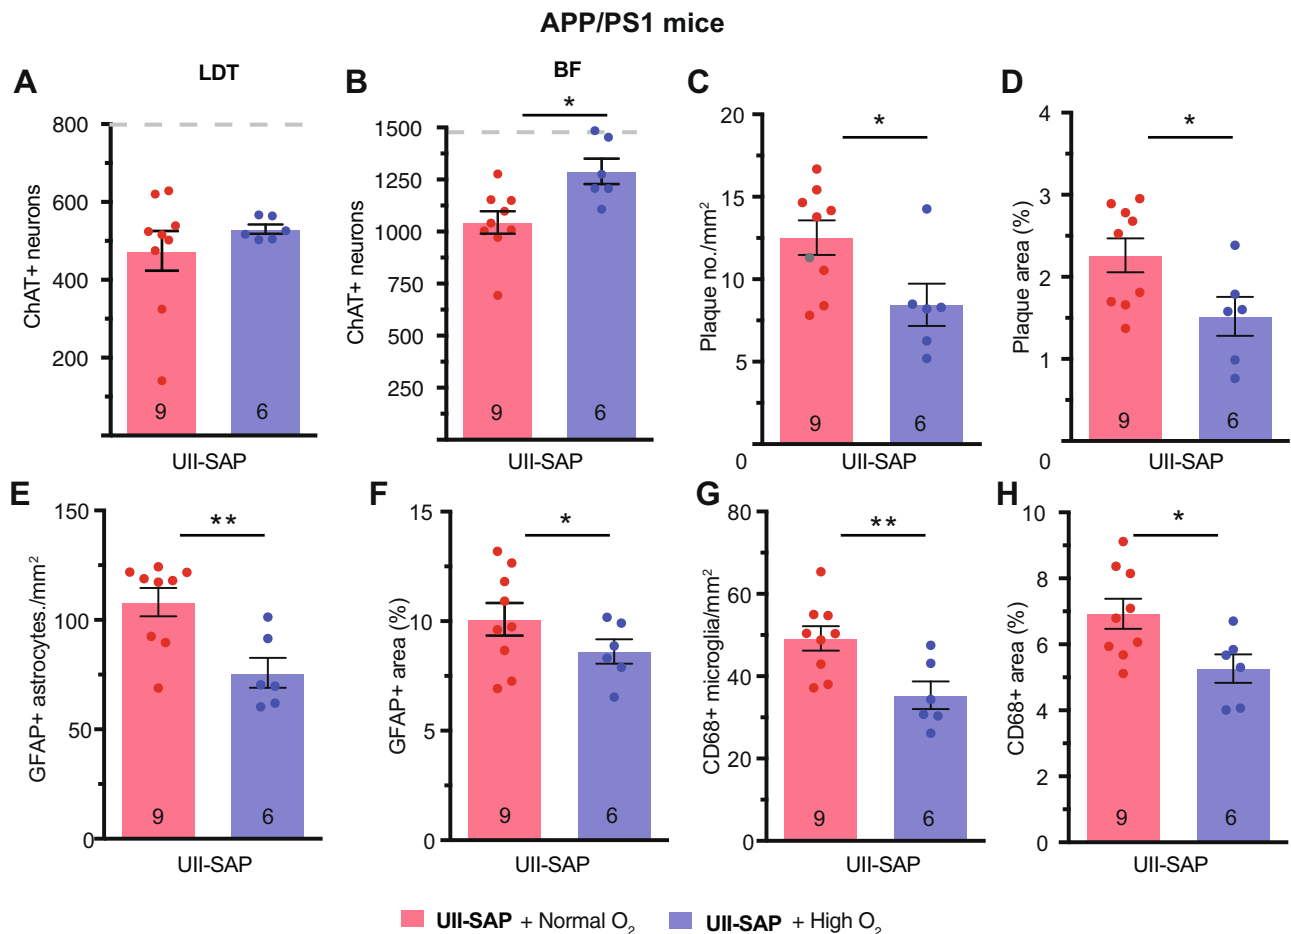 APP/PS1 mice
A
LDT
ChAT+ neurons
800
600
400
200
9
6
UII-SAP
B
BF
*
ChAT+ neurons
1500
1250
1000
750
500
250
9
6
UII-SAP
C
*
Plaque no./mm²
20
15
10
5
0
9
6
UII-SAP
D
*
Plaque area (%)
4
3
2
1
0
9
6
UII-SAP
E
**
GFAP+ astrocytes./mm²
150
100
50
0
9
6
UII-SAP
F
*
GFAP+ area (%)
15
10
5
0
9
6
UII-SAP
G
**
CD68+ microglia/mm²
80
60
40
20
0
9
6
UII-SAP
H
*
CD68+ area (%)
10
8
6
4
2
0
9
6
UII-SAP
UII-SAP + Normal O₂
UII-SAP + High O₂